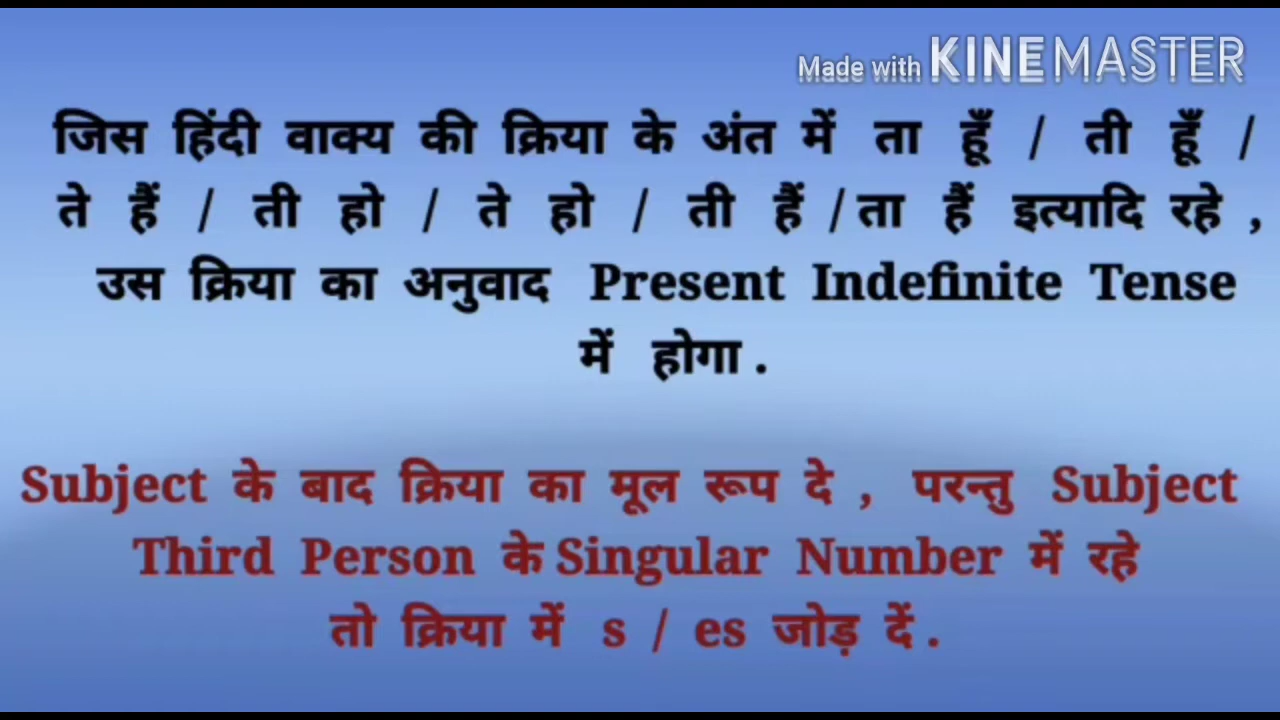 Made with KINEMASTER
जिस हिंदी वाक्य की क्रिया के अंत में ता हूँ / ती हूँ /
ते हैं / ती हो / ते हो / ती हैं / ता हैं इत्यादि रहे ,
उस क्रिया का अनुवाद Present Indefinite Tense
में होगा .
Subject के बाद क्रिया का मूल रूप दे , परन्तु Subject
Third Person के Singular Number में रहे
तो क्रिया में s / es जोड़ दें .